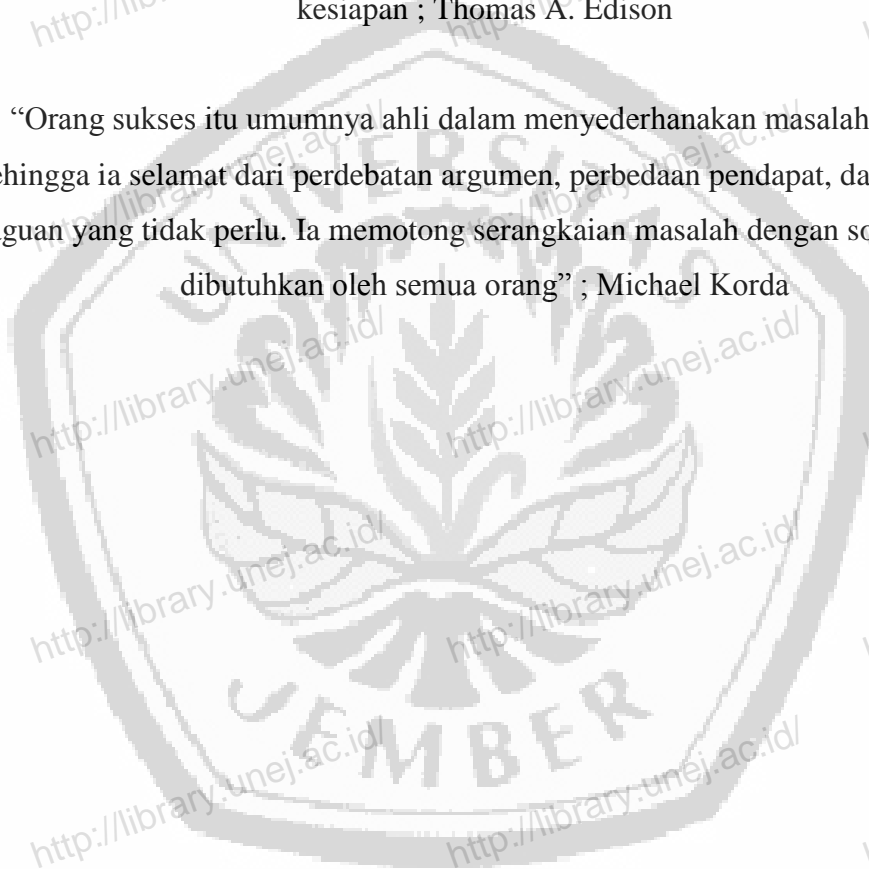 kesiapan ; Thomas A. Edison
“Orang sukses itu umumnya ahli dalam menyederhanakan masalah
ehingga ia selamat dari perdebatan argumen, perbedaan pendapat, da
guan yang tidak perlu. Ia memotong serangkaian masalah dengan so
dibutuhkan oleh semua orang” ; Michael Korda
UNIVERSITAS
JEMBER
http://library.unej.ac.id/
http://library.unej.ac.id/
http://library.unej.ac.id/
http://library.unej.ac.id/
http://library.unej.ac.id/
http://library.unej.ac.id/
http://library.unej.ac.id/
http://library.unej.ac.id/